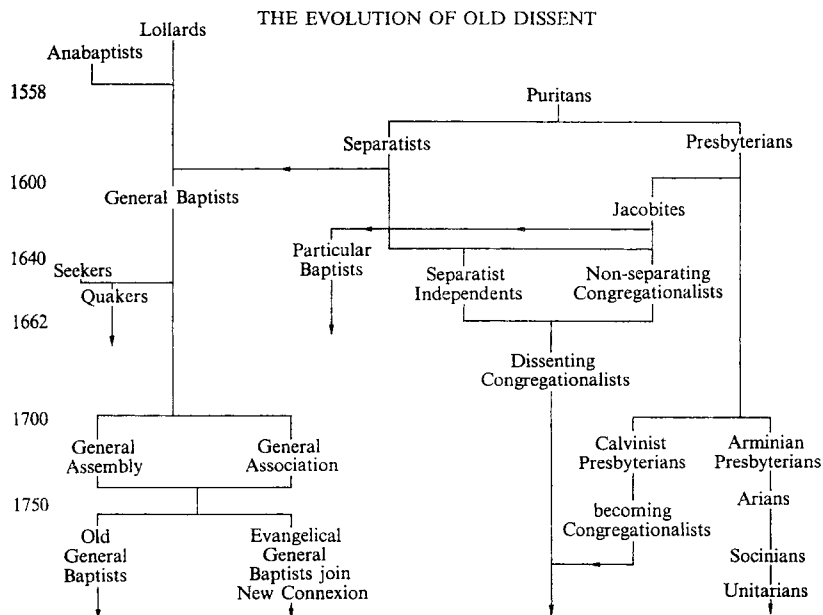 THE EVOLUTION OF OLD DISSENT
Lollards
Anabaptists
1558
Puritans
Separatists
Presbyterians
1600
General Baptists
Jacobites
1640
Particular
Baptists
Seekers
Quakers
Separatist
Independents
Non-separating
Congregationalists
1662
Dissenting
Congregationalists
1700
General
Assembly
General
Association
Calvinist
Presbyterians
Arminian
Presbyterians
1750
Arians
becoming
Congregationalists
Old
General
Baptists
Evangelical
General
Baptists join
New Connexion
Socinians
Unitarians